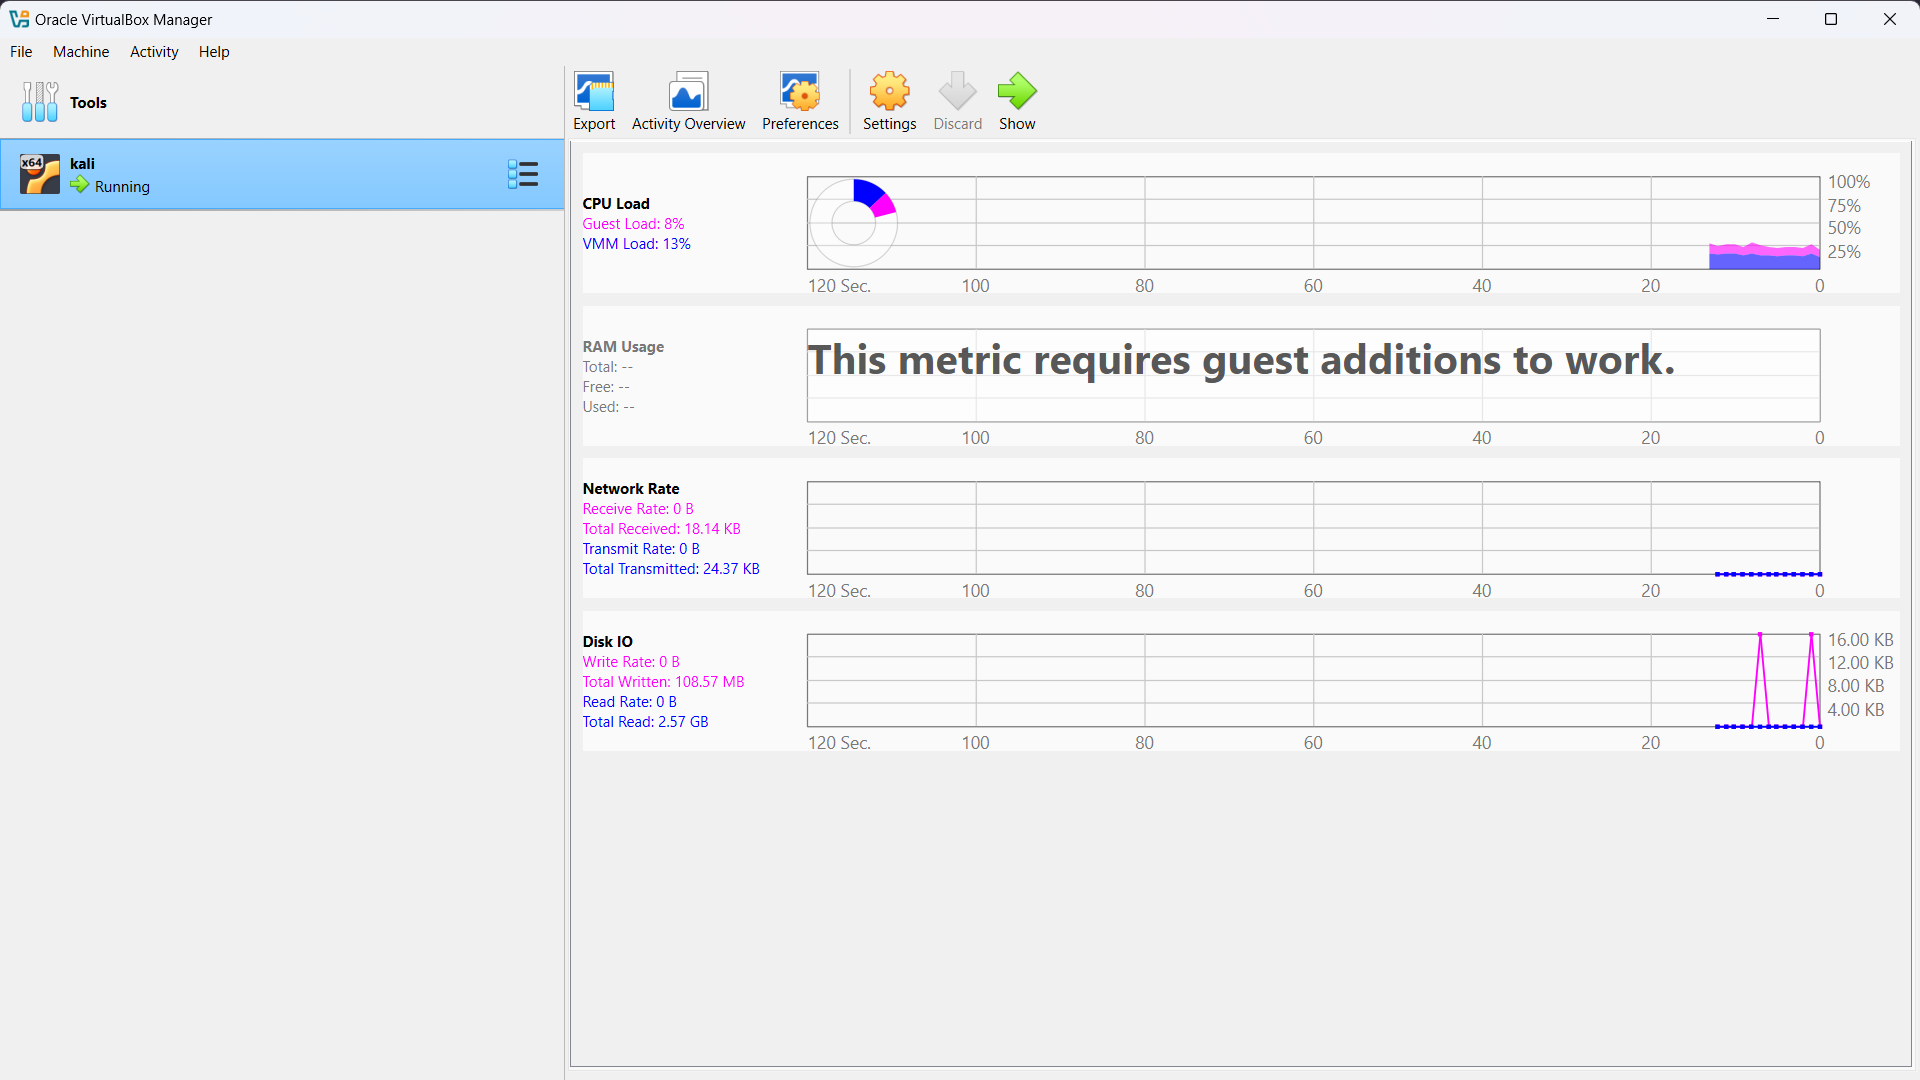 Oracle VirtualBox Manager
File Machine Activity Help
Tools
Export Activity Overview Preferences Settings Discard Show
x64
kali
Running
CPU Load
Guest Load: 8%
VMM Load: 13%
100%
75%
50%
25%
120 Sec. 100 80 60 40 20 0
RAM Usage
Total: --
Free: --
Used: --
This metric requires guest additions to work.
120 Sec. 100 80 60 40 20 0
Network Rate
Receive Rate: 0 B
Total Received: 18.14 KB
Transmit Rate: 0 B
Total Transmitted: 24.37 KB
120 Sec. 100 80 60 40 20 0
Disk IO
Write Rate: 0 B
Total Written: 108.57 MB
Read Rate: 0 B
Total Read: 2.57 GB
16.00 KB
12.00 KB
8.00 KB
4.00 KB
120 Sec. 100 80 60 40 20 0